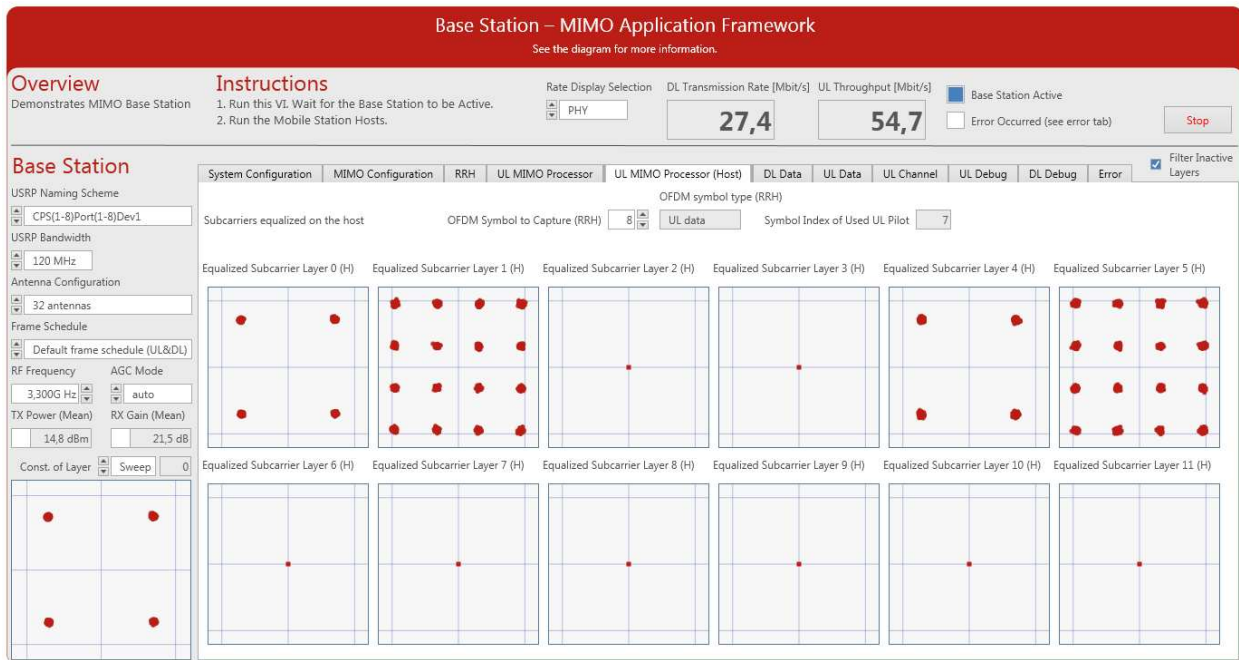 Base Station – MIMO Application Framework
See the diagram for more information.
Overview
Demonstrates MIMO Base Station
Instructions
1. Run this VI. Wait for the Base Station to be Active.
2. Run the Mobile Station Hosts.
Rate Display Selection
PHY
DL Transmission Rate [Mbit/s]
27,4
UL Throughput [Mbit/s]
54,7
Base Station Active
Error Occurred (see error tab)
Stop
Base Station
USRP Naming Scheme
CPS(1-8)Port(1-8)Dev1
USRP Bandwidth
120 MHz
Antenna Configuration
32 antennas
Frame Schedule
Default frame schedule (UL&DL)
RF Frequency
3,300G Hz
AGC Mode
auto
TX Power (Mean)
14,8 dBm
RX Gain (Mean)
21,5 dB
Const. of Layer
Sweep
0
System Configuration
MIMO Configuration
RRH
UL MIMO Processor
UL MIMO Processor (Host)
DL Data
UL Data
UL Channel
UL Debug
DL Debug
Error
Filter Inactive
Layers
Subcarriers equalized on the host
OFDM Symbol to Capture (RRH)
8
OFDM symbol type (RRH)
UL data
Symbol Index of Used UL Pilot
7
Equalized Subcarrier Layer 0 (H)
Equalized Subcarrier Layer 1 (H)
Equalized Subcarrier Layer 2 (H)
Equalized Subcarrier Layer 3 (H)
Equalized Subcarrier Layer 4 (H)
Equalized Subcarrier Layer 5 (H)
Equalized Subcarrier Layer 6 (H)
Equalized Subcarrier Layer 7 (H)
Equalized Subcarrier Layer 8 (H)
Equalized Subcarrier Layer 9 (H)
Equalized Subcarrier Layer 10 (H)
Equalized Subcarrier Layer 11 (H)